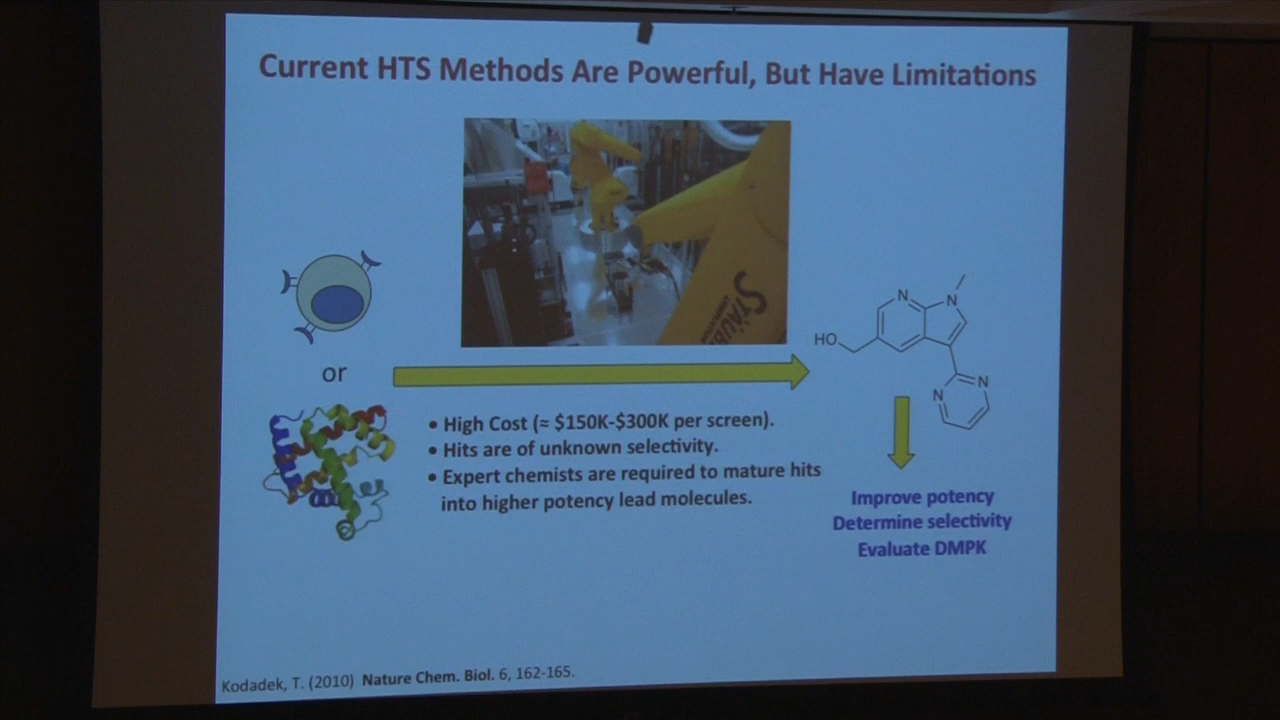 Current HTS Methods Are Powerful, But Have Limitations
STÄUBLI
N
N
HO
N
N
or
• High Cost (≈ $150K-$300K per screen).
• Hits are of unknown selectivity.
• Expert chemists are required to mature hits
into higher potency lead molecules.
Improve potency
Determine selectivity
Evaluate DMPK
Kodadek, T. (2010) Nature Chem. Biol. 6, 162-165.